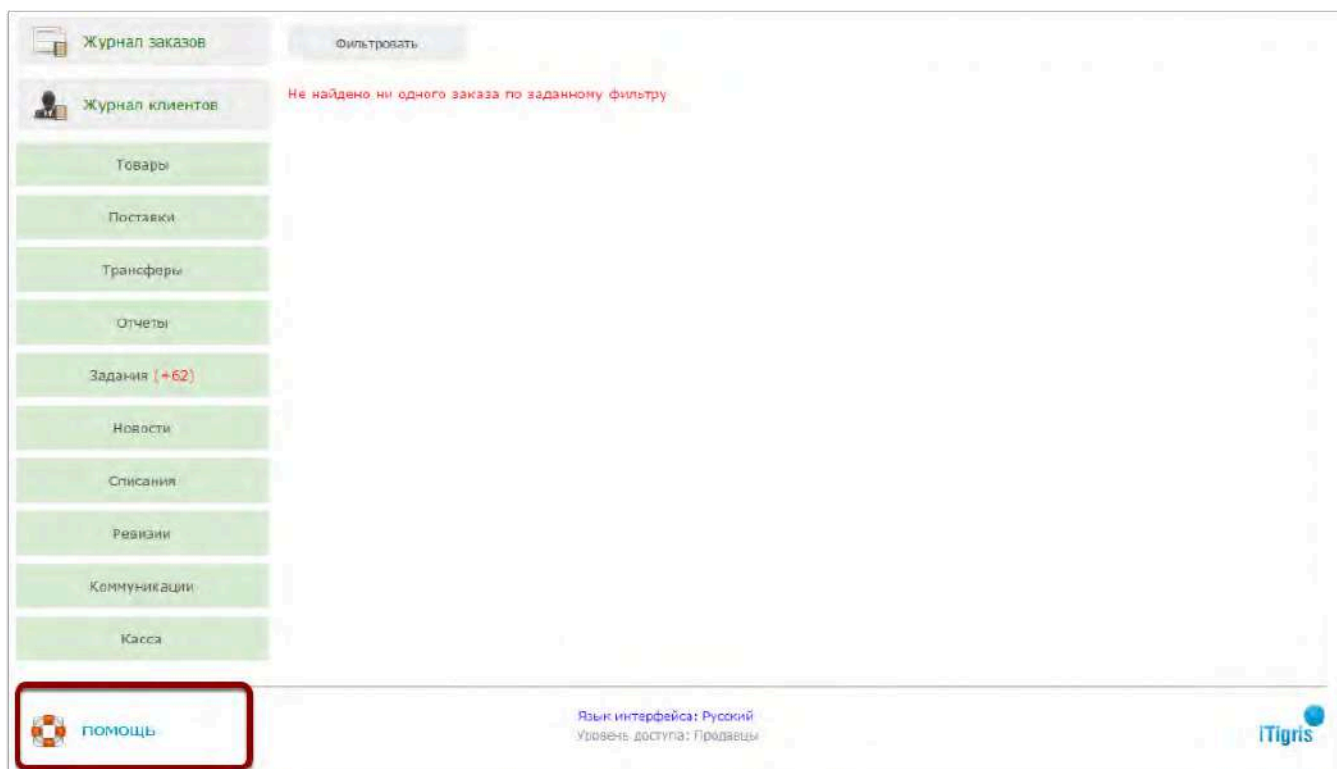 Журнал заказов
Фильтровать
Журнал клиентов
Не найдено ни одного заказа по заданному фильтру
Товары
Поставки
Трансферы
Отчеты
Задания (+62)
Новости
Списания
Ревизии
Коммуникации
Касса
ПОМОЩЬ
Язык интерфейса: Русский
Уровень доступа: Продавцы
iTigris